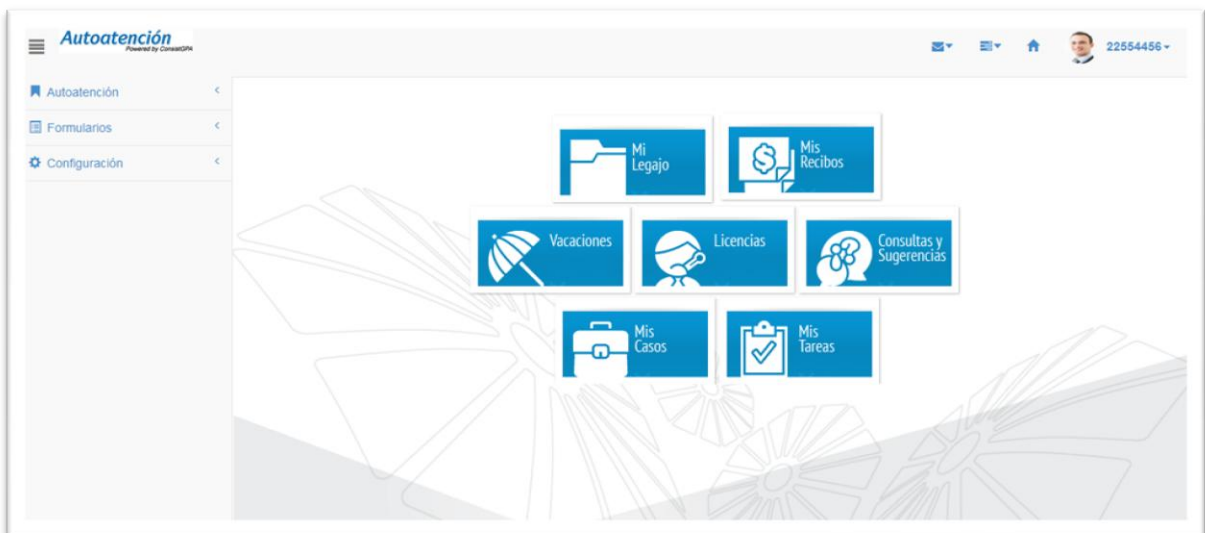 Autoatención
Powered by ConsistGPA
22554456
Autoatención
Formularios
Configuración
Mi
Legajo
Mis
Recibos
Vacaciones
Licencias
Consultas y
Sugerencias
Mis
Casos
Mis
Tareas